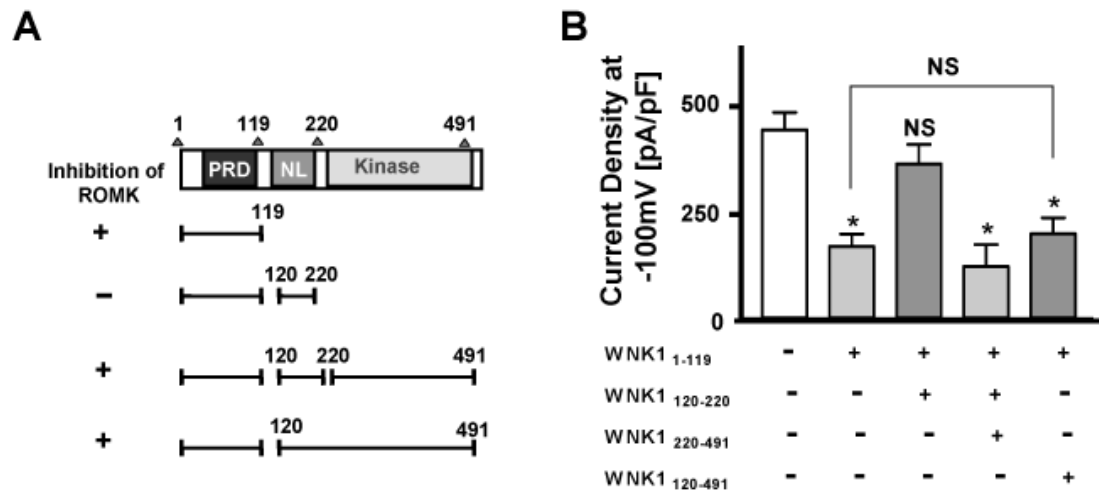 A
1 119 220 491
Inhibition of
ROMK
PRD NL Kinase
119
+
120 220
–
120 220 491
+
120 491
+
B
Current Density at
-100mV [pA/pF]
500
250
0
NS
NS
* * *
WNK1 1-119 - + + + +
WNK1 120-220 - - + + -
WNK1 220-491 - - - + -
WNK1 120-491 - - - - +